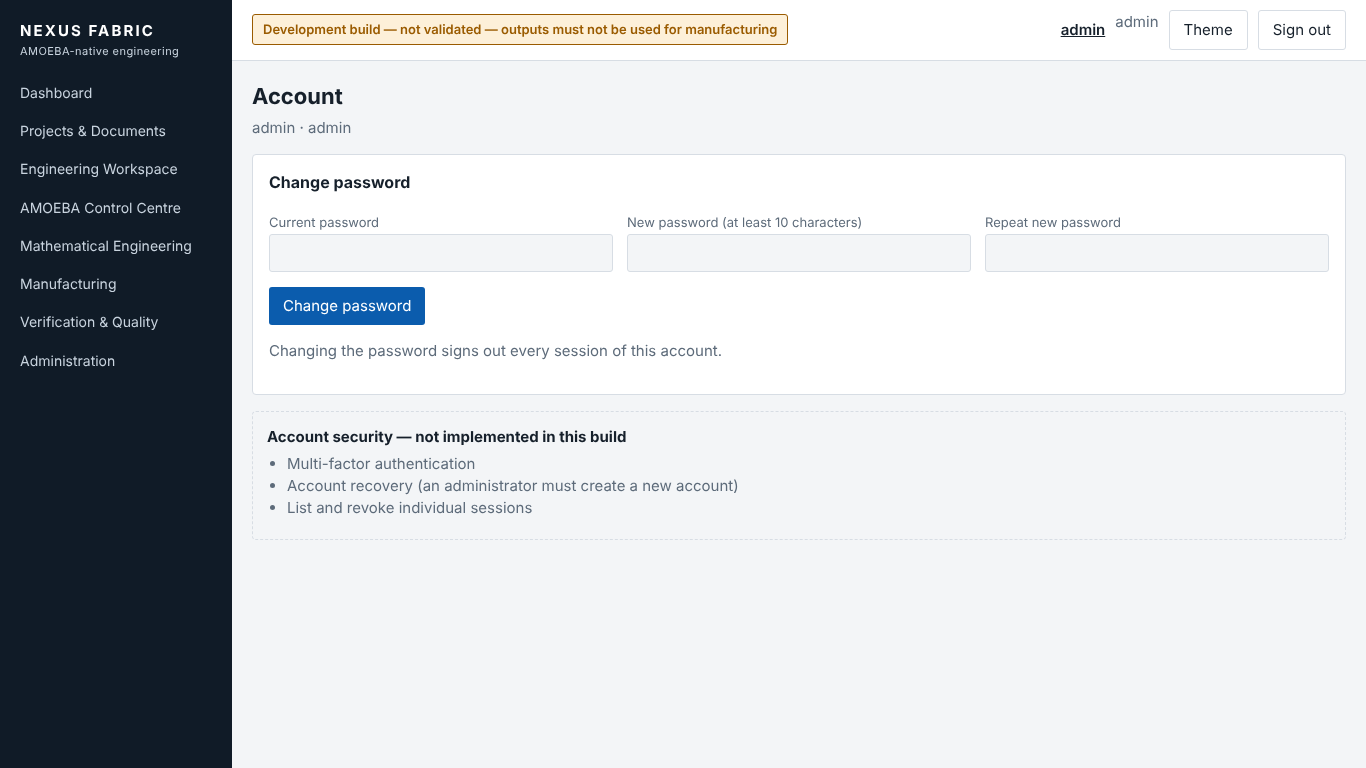 NEXUS FABRIC
AMOEBA-native engineering
Dashboard
Projects & Documents
Engineering Workspace
AMOEBA Control Centre
Mathematical Engineering
Manufacturing
Verification & Quality
Administration
Development build — not validated — outputs must not be used for manufacturing
admin admin Theme Sign out
Account
admin · admin
Change password
Current password New password (at least 10 characters) Repeat new password
Change password
Changing the password signs out every session of this account.
Account security — not implemented in this build
• Multi-factor authentication
• Account recovery (an administrator must create a new account)
• List and revoke individual sessions